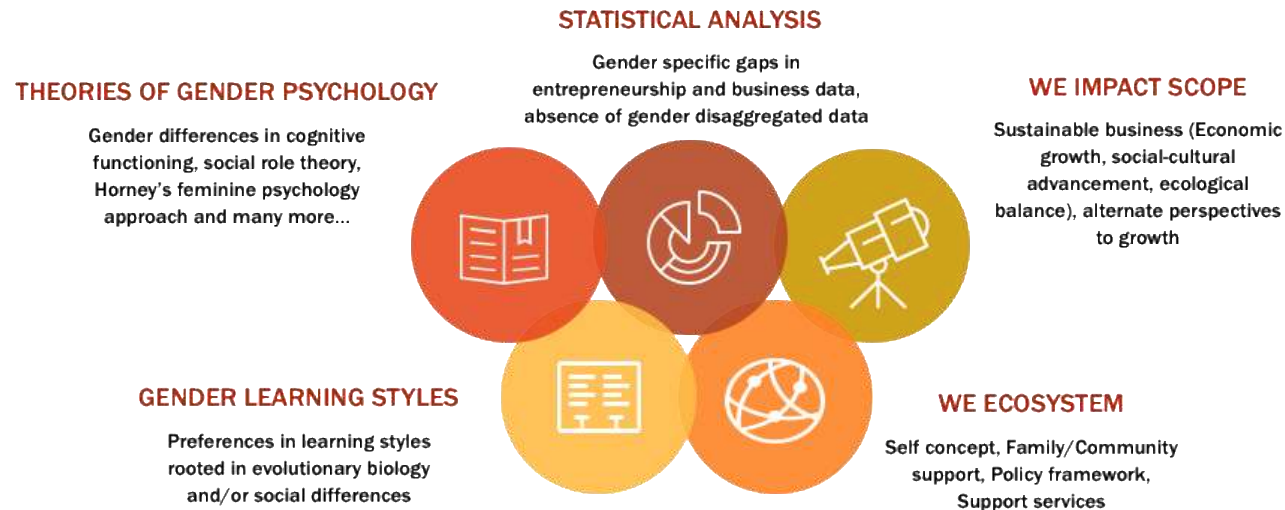 STATISTICAL ANALYSIS
Gender specific gaps in
entrepreneurship and business data,
absence of gender disaggregated data
THEORIES OF GENDER PSYCHOLOGY
Gender differences in cognitive
functioning, social role theory,
Horney's feminine psychology
approach and many more...
WE IMPACT SCOPE
Sustainable business (Economic
growth, social-cultural
advancement, ecological
balance), alternate perspectives
to growth
GENDER LEARNING STYLES
Preferences in learning styles
rooted in evolutionary biology
and/or social differences
WE ECOSYSTEM
Self concept, Family/Community
support, Policy framework,
Support services